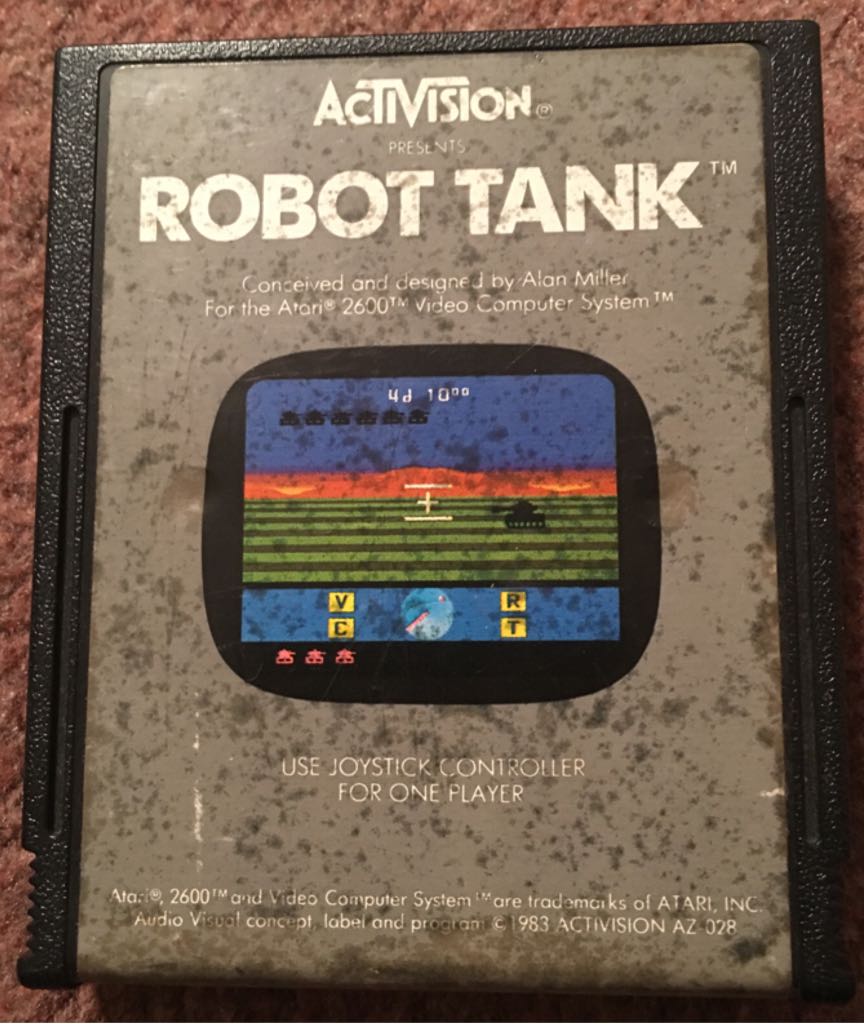 ACTIVISION®
PRESENTS
ROBOT TANK™
Conceived and designed by Alan Miller
For the Atari® 2600™ Video Computer System™
4d 10⁰⁰
V R
C T
USE JOYSTICK CONTROLLER
FOR ONE PLAYER
Atari®, 2600™ and Video Computer System™ are trademarks of ATARI, INC.
Audio Visual concept, label and program © 1983 ACTIVISION AZ-028